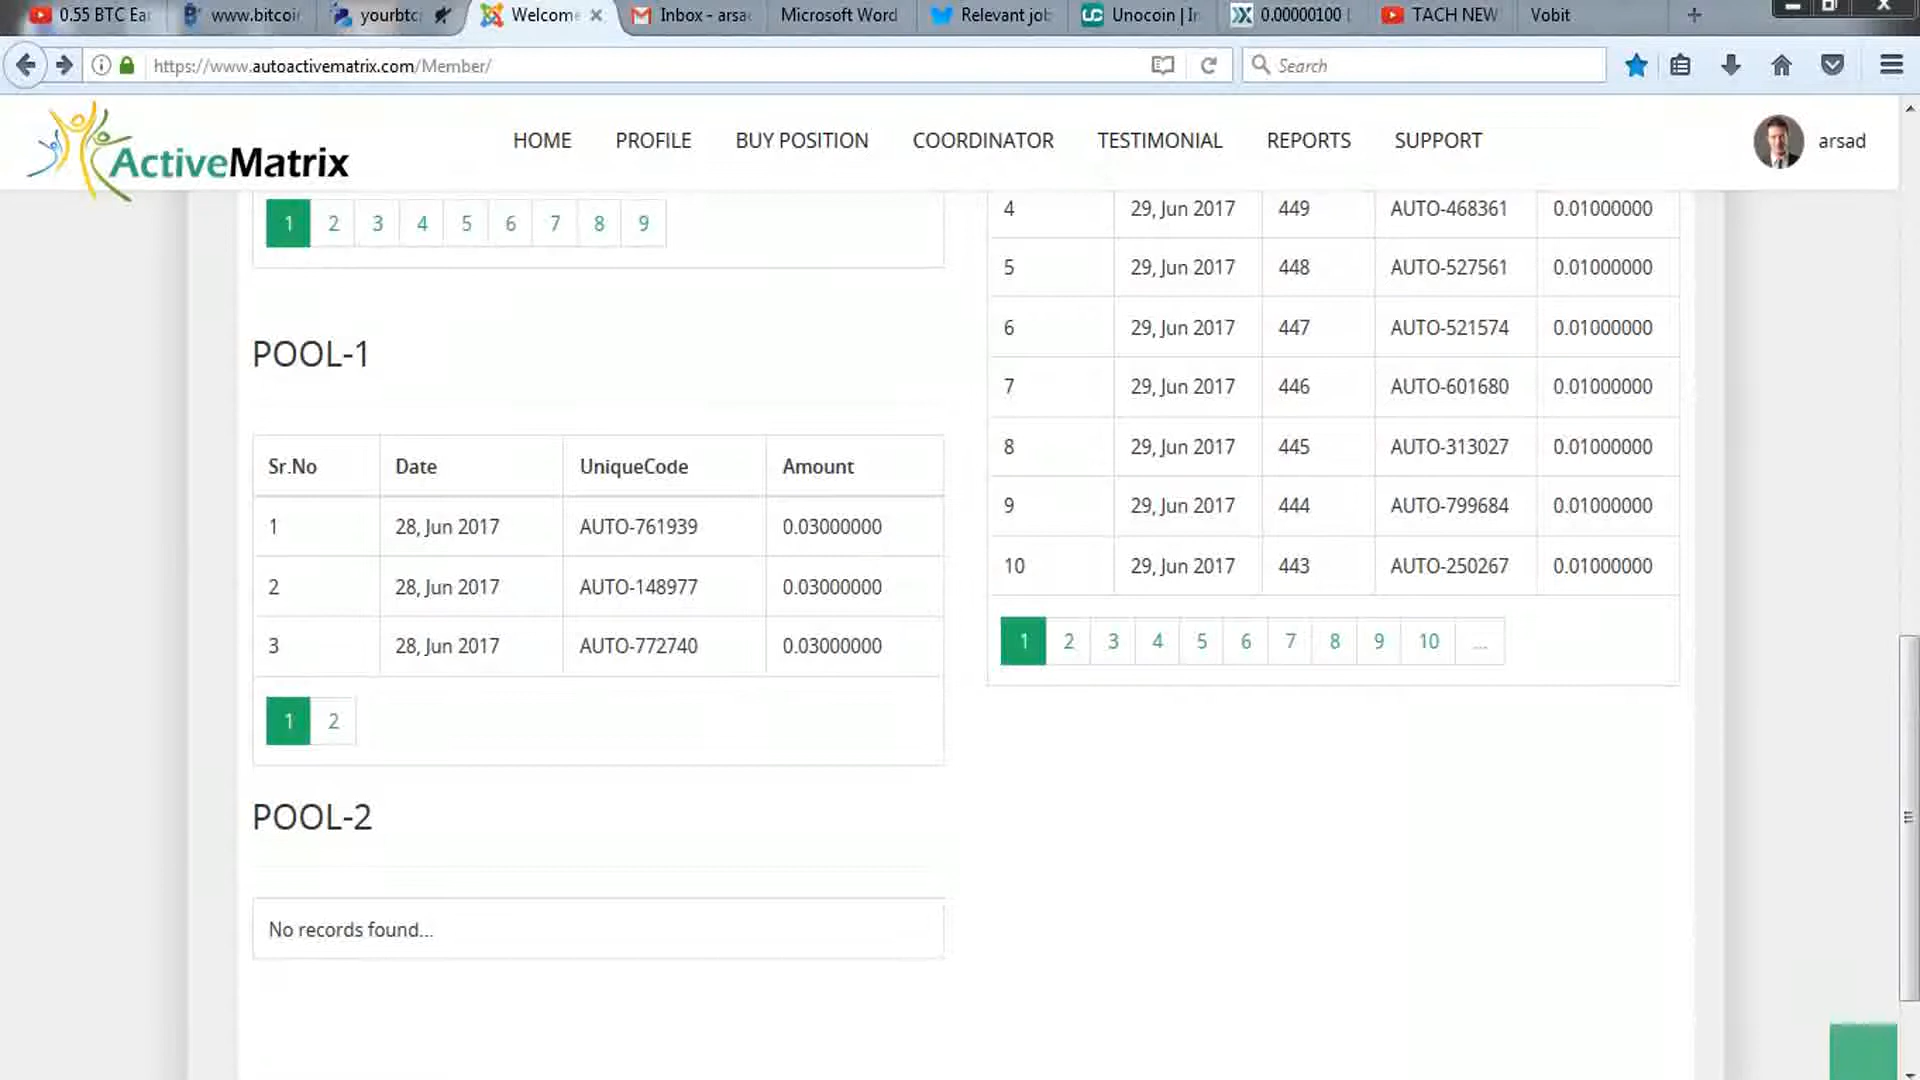 0.55 BTC Ea
www.bitcoi
yourbtc
Welcome
Inbox - arsa
Microsoft Word
Relevant jo
Unocoin | I
0.00000100
TACH NEW
Vobit
https://www.autoactivematrix.com/Member/
Search
ActiveMatrix
HOME
PROFILE
BUY POSITION
COORDINATOR
TESTIMONIAL
REPORTS
SUPPORT
arsad
1 2 3 4 5 6 7 8 9
POOL-1
Sr.No Date UniqueCode Amount
1 28, Jun 2017 AUTO-761939 0.03000000
2 28, Jun 2017 AUTO-148977 0.03000000
3 28, Jun 2017 AUTO-772740 0.03000000
1 2
POOL-2
No records found...
4 29, Jun 2017 449 AUTO-468361 0.01000000
5 29, Jun 2017 448 AUTO-527561 0.01000000
6 29, Jun 2017 447 AUTO-521574 0.01000000
7 29, Jun 2017 446 AUTO-601680 0.01000000
8 29, Jun 2017 445 AUTO-313027 0.01000000
9 29, Jun 2017 444 AUTO-799684 0.01000000
10 29, Jun 2017 443 AUTO-250267 0.01000000
1 2 3 4 5 6 7 8 9 10 ...